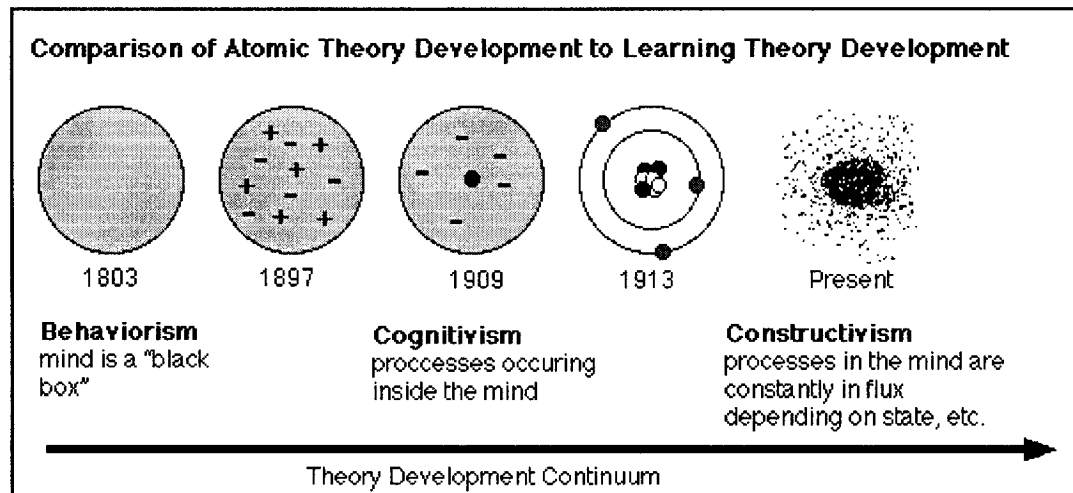 Comparison of Atomic Theory Development to Learning Theory Development
1803
1897
1909
1913
Present
Behaviorism
mind is a "black
box"
Cognitivism
proccesses occuring
inside the mind
Constructivism
processes in the mind are
constantly in flux
depending on state, etc.
Theory Development Continuum